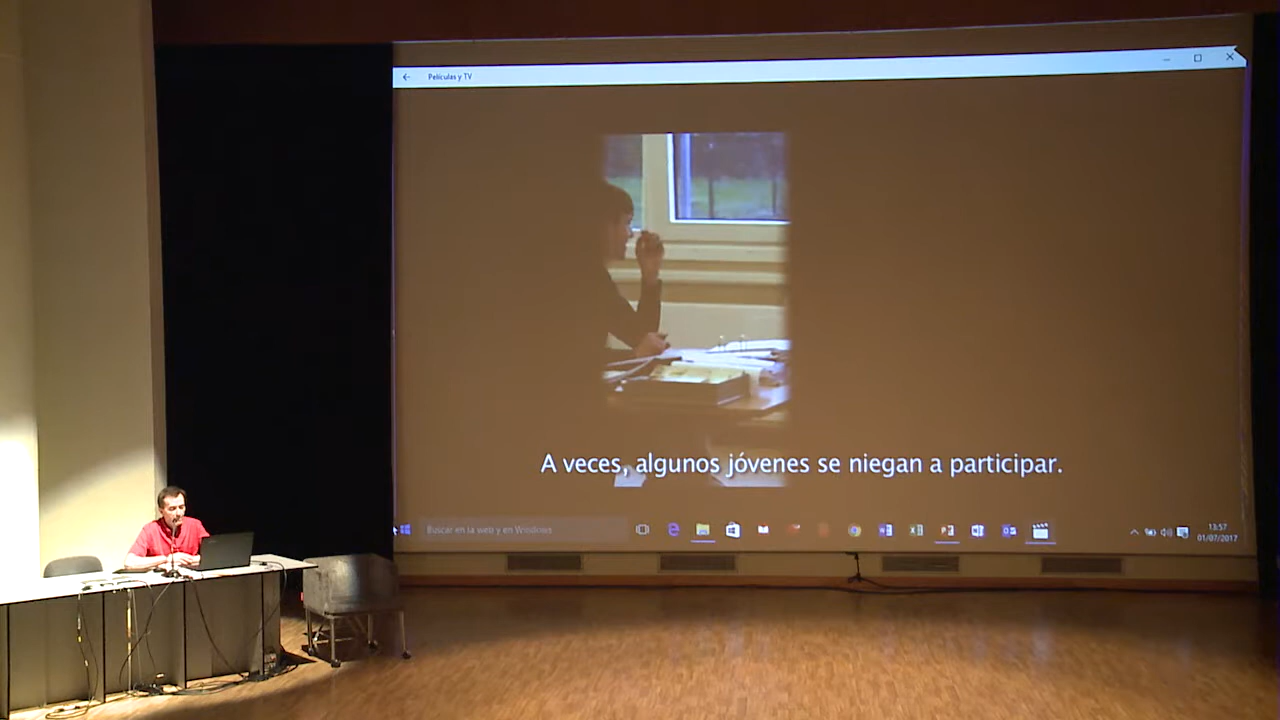 Películas y TV
A veces, algunos jóvenes se niegan a participar.
Buscar en la web y en Windows
13:57
01/07/2017